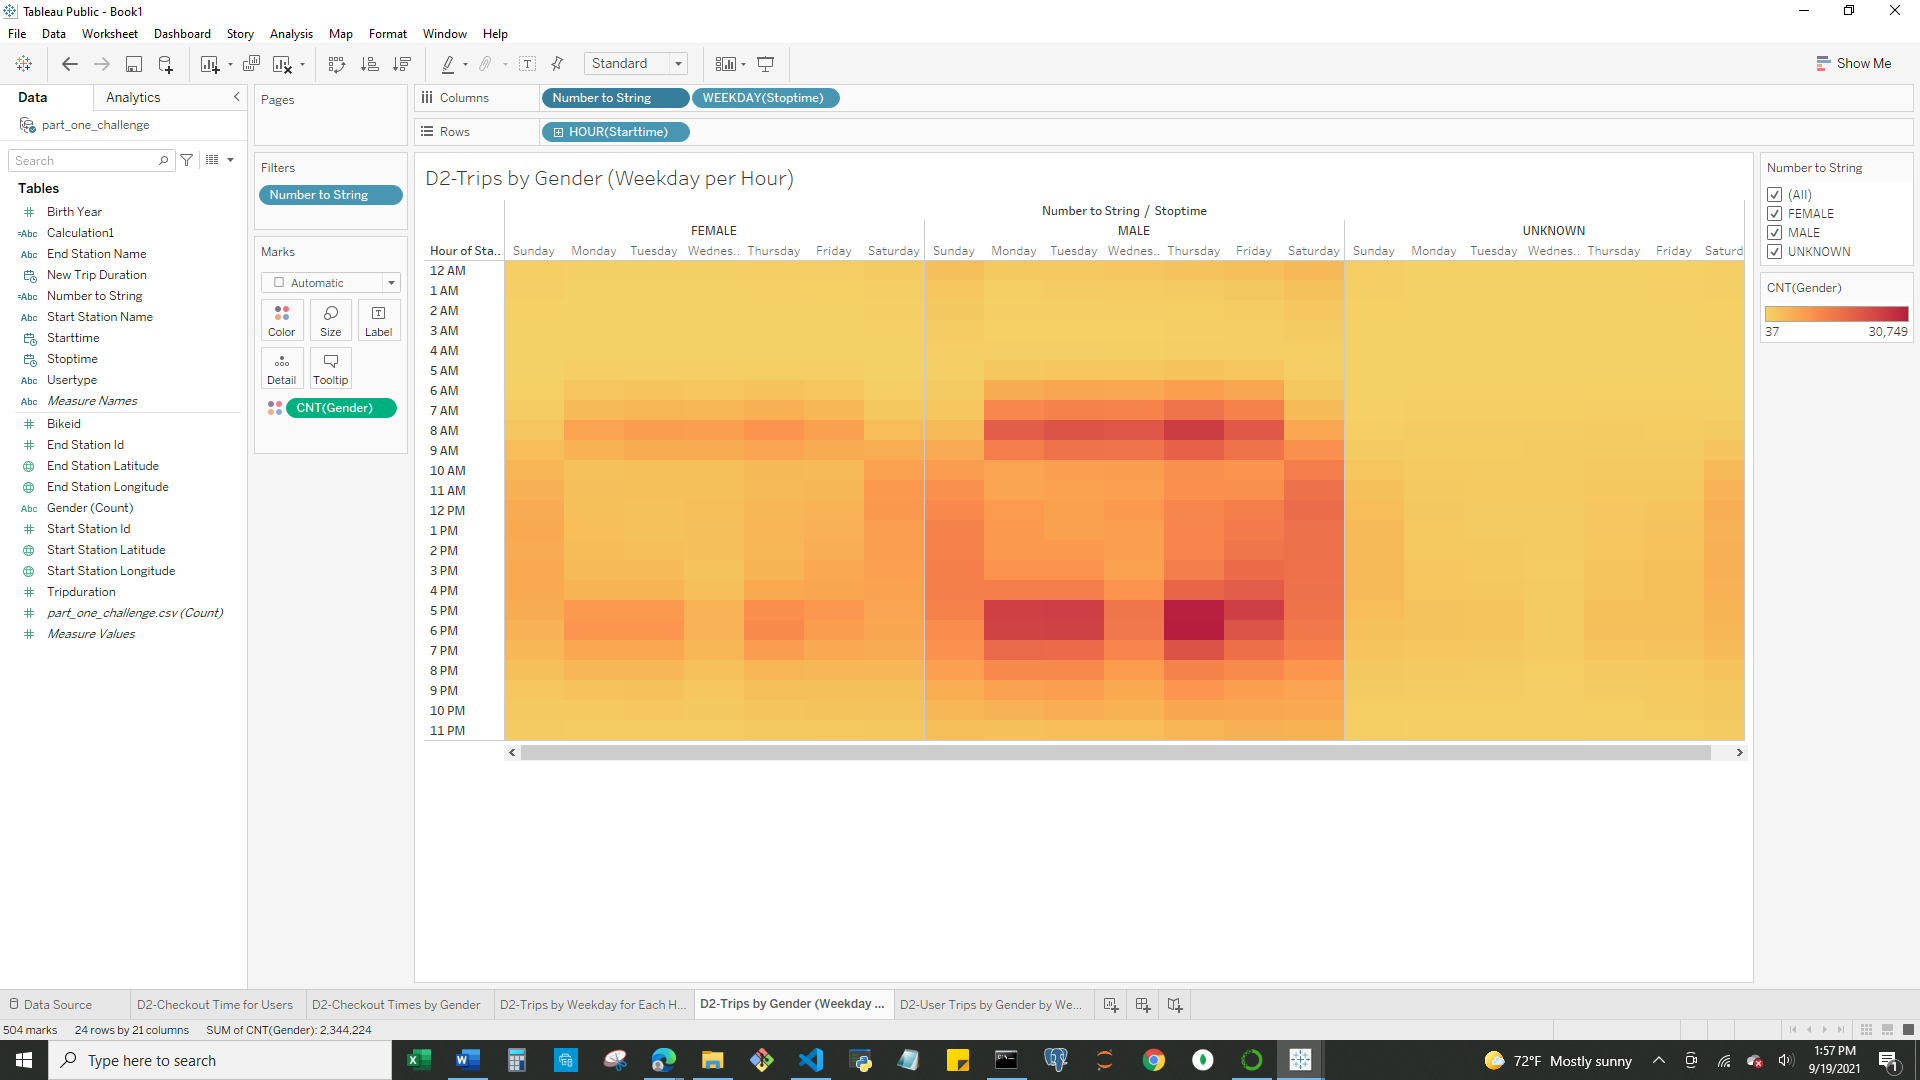 Tableau Public - Book1
File Data Worksheet Dashboard Story Analysis Map Format Window Help
Standard
Show Me
Data
Analytics
part_one_challenge
Search
Tables
Birth Year
=Abc Calculation1
Abc End Station Name
New Trip Duration
=Abc Number to String
Abc Start Station Name
Starttime
Stoptime
Abc Usertype
Abc Measure Names
Bikeid
End Station Id
End Station Latitude
End Station Longitude
Abc Gender (Count)
Start Station Id
Start Station Latitude
Start Station Longitude
Tripduration
part_one_challenge.csv (Count)
Measure Values
Pages
Filters
Number to String
Marks
Automatic
Color Size Label
Detail Tooltip
CNT(Gender)
Columns Number to String WEEKDAY(Stoptime)
Rows HOUR(Starttime)
D2-Trips by Gender (Weekday per Hour)
Number to String / Stoptime
FEMALE MALE UNKNOWN
Hour of Sta.. Sunday Monday Tuesday Wednes.. Thursday Friday Saturday Sunday Monday Tuesday Wednes.. Thursday Friday Saturday Sunday Monday Tuesday Wednes.. Thursday Friday Saturd
12 AM
1 AM
2 AM
3 AM
4 AM
5 AM
6 AM
7 AM
8 AM
9 AM
10 AM
11 AM
12 PM
1 PM
2 PM
3 PM
4 PM
5 PM
6 PM
7 PM
8 PM
9 PM
10 PM
11 PM
Number to String
(All)
FEMALE
MALE
UNKNOWN
CNT(Gender)
37 30,749
Data Source D2-Checkout Time for Users D2-Checkout Times by Gender D2-Trips by Weekday for Each H... D2-Trips by Gender (Weekday ... D2-User Trips by Gender by We...
504 marks 24 rows by 21 columns SUM of CNT(Gender): 2,344,224
Type here to search
72°F Mostly sunny
1:57 PM
9/19/2021
1